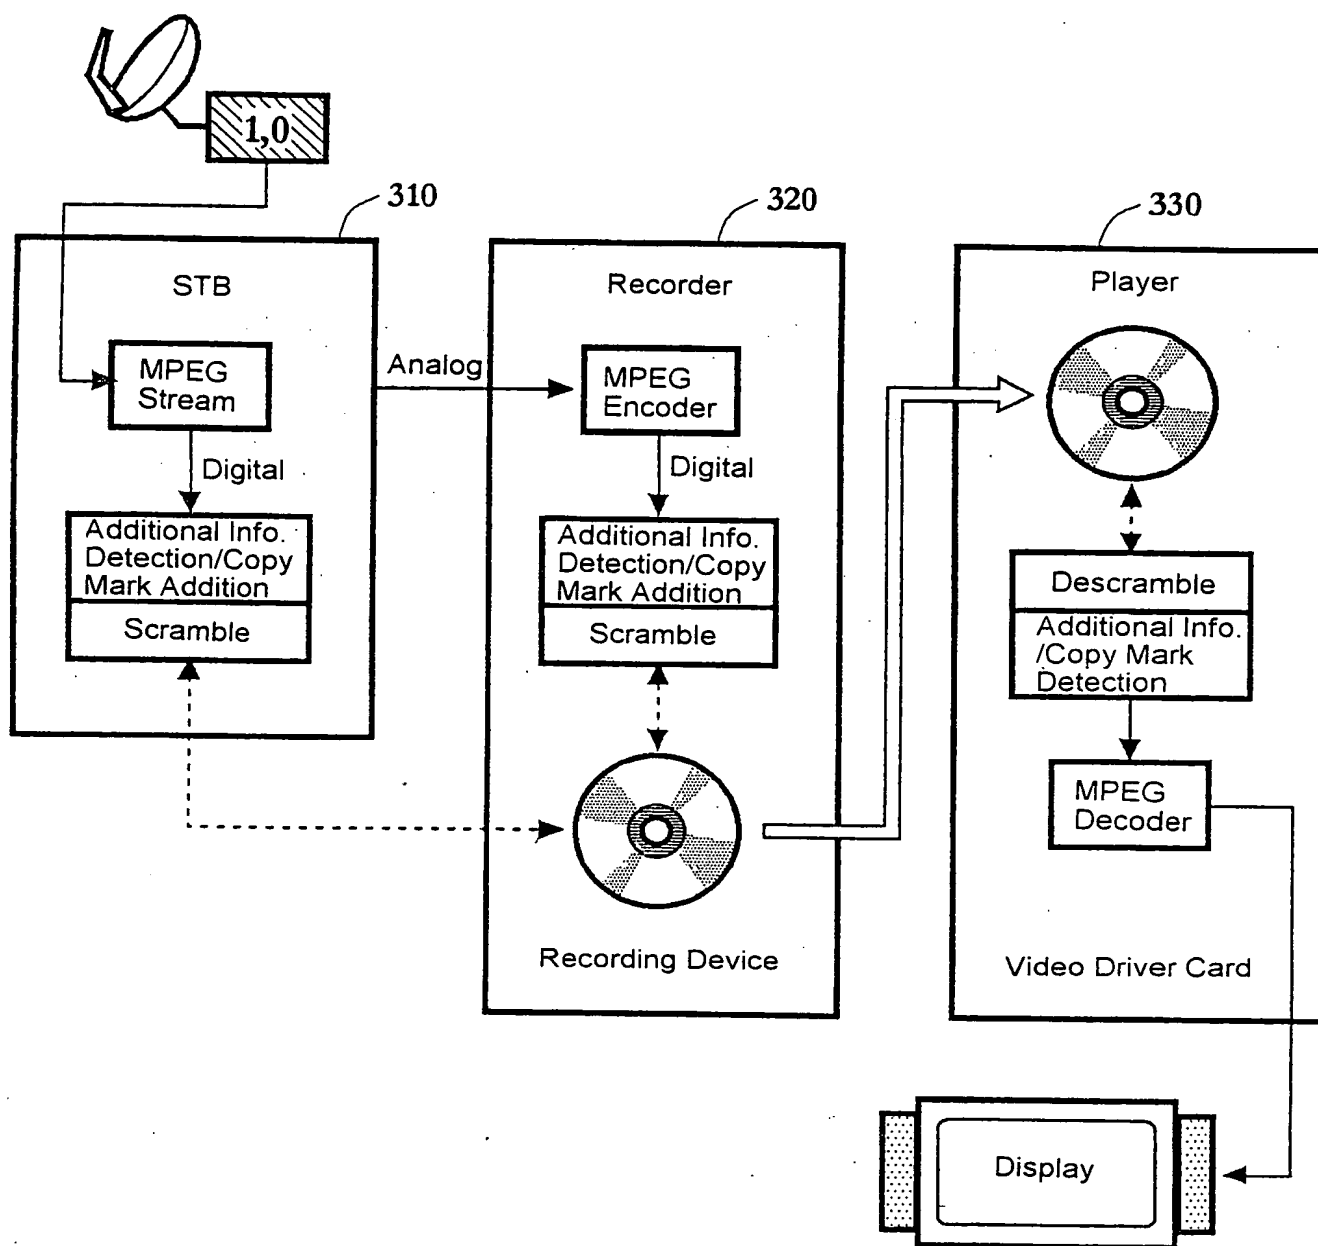 1,0
310
320
330
STB
Recorder
Player
MPEG
Stream
Analog
MPEG
Encoder
Digital
Digital
Additional Info.
Detection/Copy
Mark Addition
Scramble
Additional Info.
Detection/Copy
Mark Addition
Scramble
Descramble
Additional Info.
/Copy Mark
Detection
MPEG
Decoder
Recording Device
Video Driver Card
Display